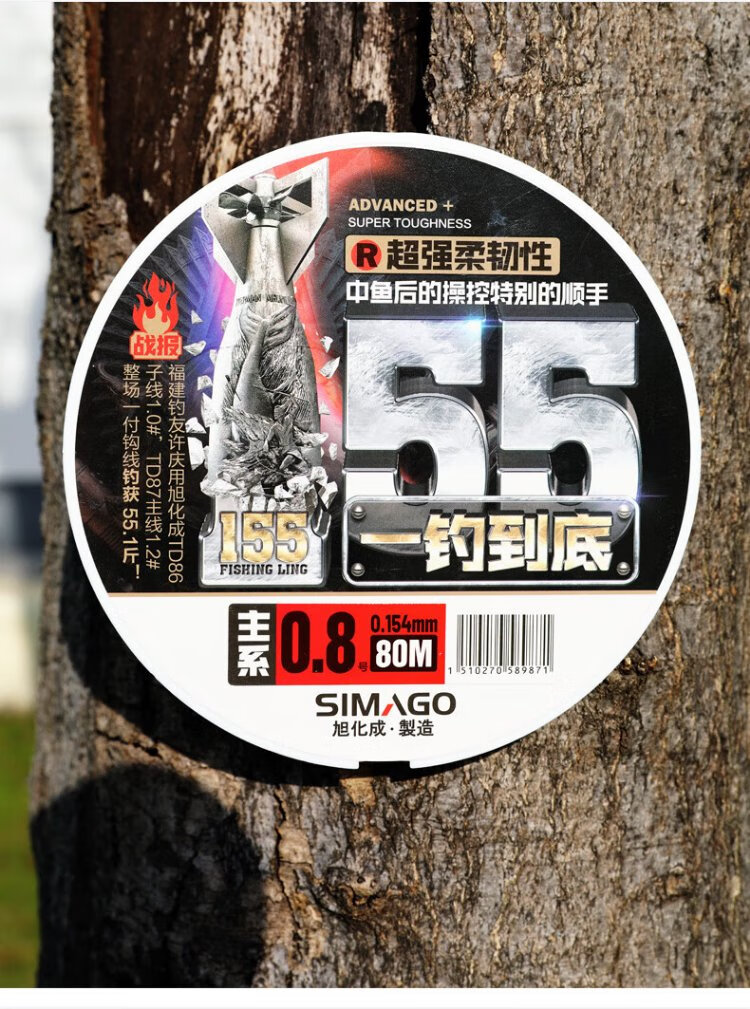 ADVANCED +
SUPER TOUGHNESS
R 超强柔韧性
中鱼后的操控特别的顺手
55
一钓到底
战报
福建钓友许庆用旭化成TD86
子线1.0#，TD87主线1.2#
整场一付钩线钓获 55.1斤！
155
FISHING LING
主系
0.8号
0.154mm
80M
1 510270 589871
SIMAGO
旭化成·製造